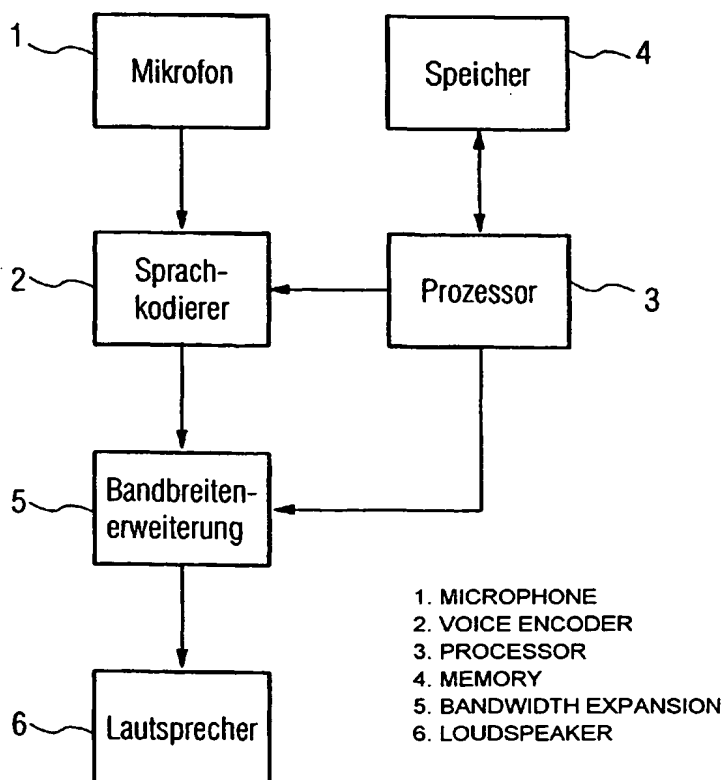 1
Mikrofon
Speicher
4
2
Sprach-
kodierer
Prozessor
3
5
Bandbreiten-
erweiterung
6
Lautsprecher
1. MICROPHONE
2. VOICE ENCODER
3. PROCESSOR
4. MEMORY
5. BANDWIDTH EXPANSION
6. LOUDSPEAKER